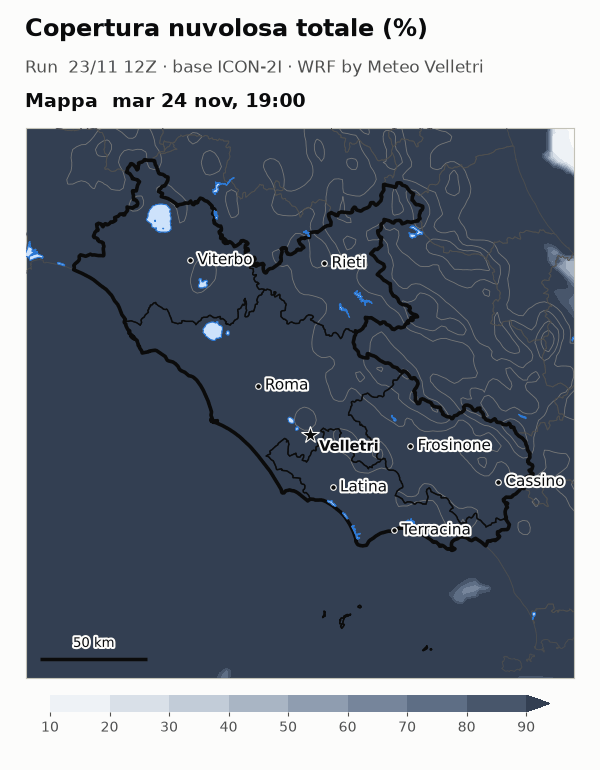 Copertura nuvolosa totale (%)
Run  23/11 12Z · base ICON-2I · WRF by Meteo Velletri
Mappa  mar 24 nov, 19:00
Viterbo
Rieti
Roma
Velletri
Frosinone
Cassino
Latina
Terracina
50 km
10 20 30 40 50 60 70 80 90